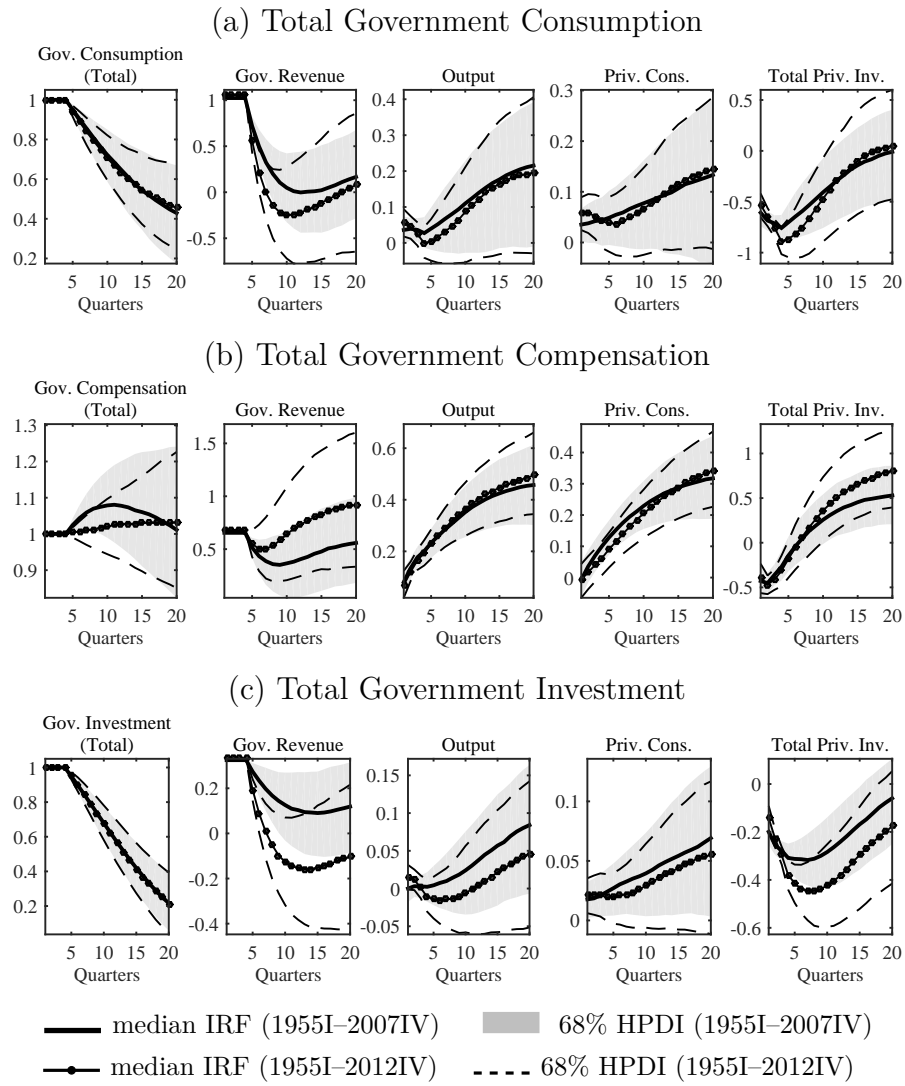 (a) Total Government Consumption
Gov. Consumption
(Total)
Gov. Revenue
Output
Priv. Cons.
Total Priv. Inv.
1
0.8
0.6
0.4
0.2
5 10 15 20
Quarters
1
0.5
0
-0.5
5 10 15 20
Quarters
0.4
0.3
0.2
0.1
0
5 10 15 20
Quarters
0.3
0.2
0.1
0
5 10 15 20
Quarters
0.5
0
-0.5
-1
5 10 15 20
Quarters
(b) Total Government Compensation
Gov. Compensation
(Total)
Gov. Revenue
Output
Priv. Cons.
Total Priv. Inv.
1.3
1.2
1.1
1
0.9
5 10 15 20
Quarters
1.5
1
0.5
5 10 15 20
Quarters
0.6
0.4
0.2
5 10 15 20
Quarters
0.4
0.3
0.2
0.1
0
5 10 15 20
Quarters
1
0.5
0
-0.5
5 10 15 20
Quarters
(c) Total Government Investment
Gov. Investment
(Total)
Gov. Revenue
Output
Priv. Cons.
Total Priv. Inv.
1
0.8
0.6
0.4
0.2
5 10 15 20
Quarters
0.2
0
-0.2
-0.4
5 10 15 20
Quarters
0.15
0.1
0.05
0
-0.05
5 10 15 20
Quarters
0.1
0.05
0
5 10 15 20
Quarters
0
-0.2
-0.4
-0.6
5 10 15 20
Quarters
median IRF (1955I–2007IV)
68% HPDI (1955I–2007IV)
median IRF (1955I–2012IV)
68% HPDI (1955I–2012IV)